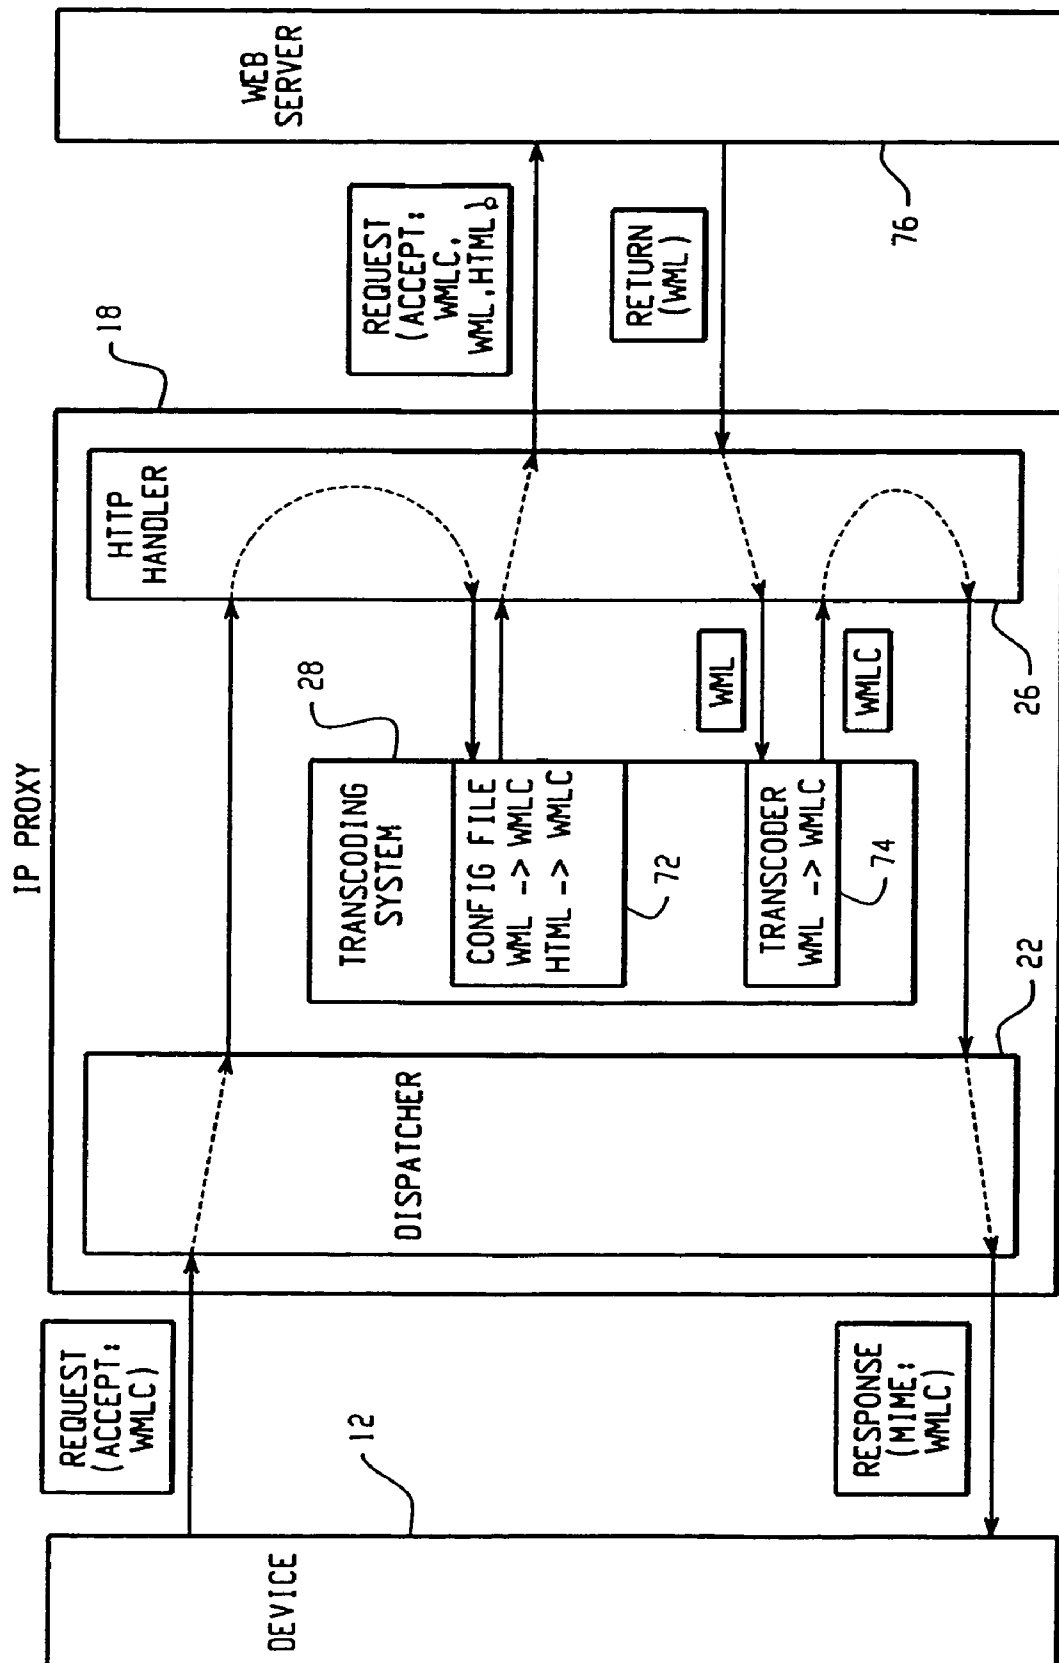 IP PROXY
18
DEVICE
12
REQUEST
(ACCEPT:
WMLC)
DISPATCHER
22
TRANSCODING
SYSTEM
28
CONFIG FILE
WML -> WMLC
HTML -> WMLC
72
TRANSCODER
WML -> WMLC
74
WML
WMLC
HTTP
HANDLER
26
REQUEST
(ACCEPT:
WMLC,
WML,HTML)
RETURN
(WML)
WEB
SERVER
76
RESPONSE
(MIME:
WMLC)